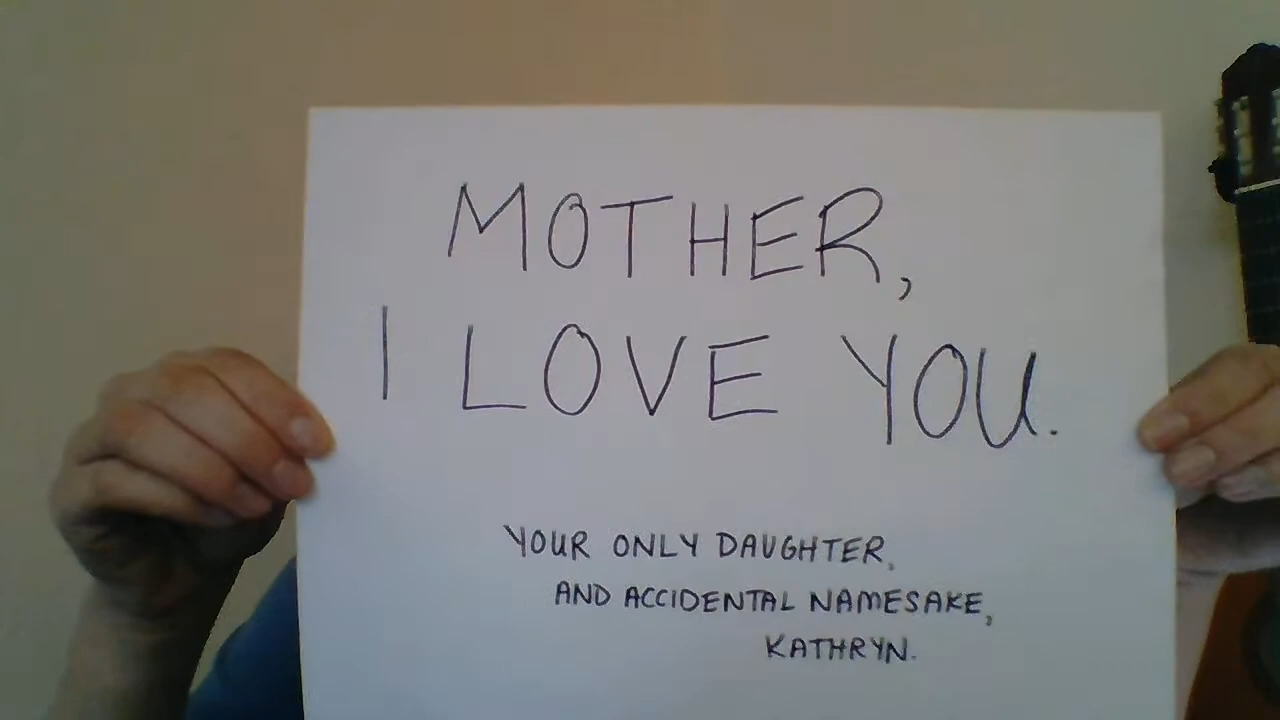 MOTHER,
I LOVE YOU.
YOUR ONLY DAUGHTER,
AND ACCIDENTAL NAMESAKE,
KATHRYN.